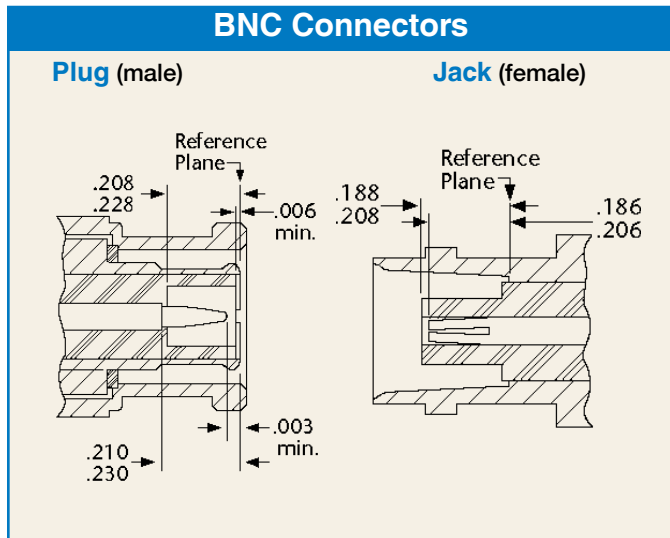 BNC Connectors
Plug (male)
Reference
Plane
.208
.228
.006
min.
.003
min.
.210
.230
Jack (female)
Reference
Plane
.188
.208
.186
.206